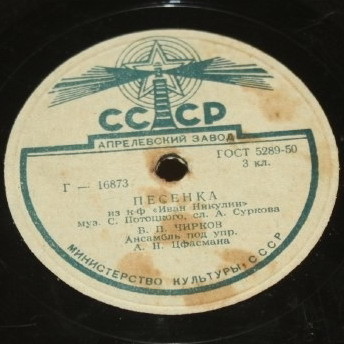 СССР
АПРЕЛЕВСКИЙ ЗАВОД
ГОСТ 5289-50
3 кл.
Г — 16873
ПЕСЕНКА
из к-ф «Иван Никулин»
муз. С. Потоцкого, сл. А. Суркова
Б. П. ЧИРКОВ
Ансамбль под упр.
А. Н. Цфасмана
МИНИСТЕРСТВО КУЛЬТУРЫ, СССР